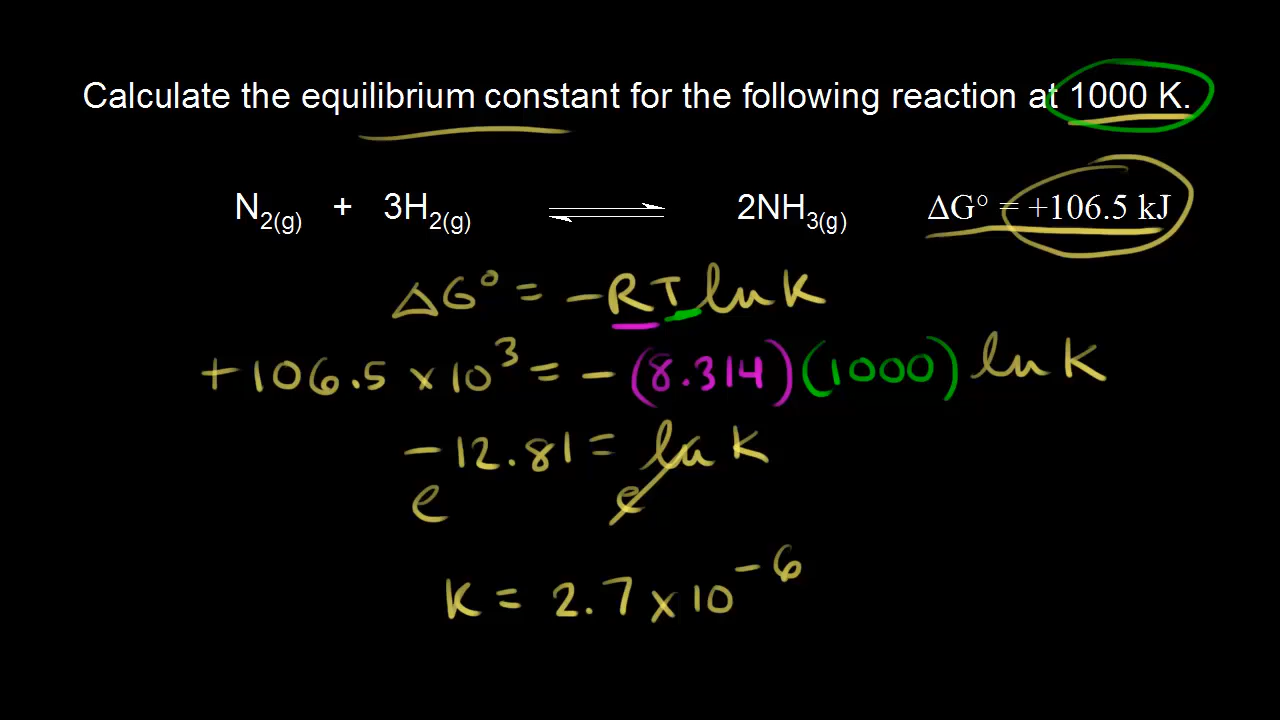 Calculate the equilibrium constant for the following reaction at 1000 K.
N₂(g) + 3H₂(g) ⇌ 2NH₃(g) ΔG° = +106.5 kJ
ΔG° = -RT ln K
+106.5 x 10³ = -(8.314)(1000) ln K
-12.81 = ln K
e e
K = 2.7 x 10⁻⁶